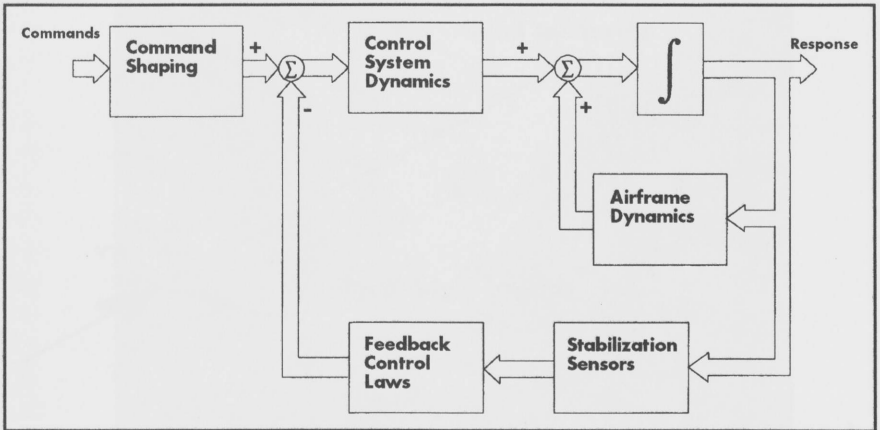 Commands
Command
Shaping
+
Σ
-
Control
System
Dynamics
+
Σ
+
∫
Response
Airframe
Dynamics
Feedback
Control
Laws
Stabilization
Sensors